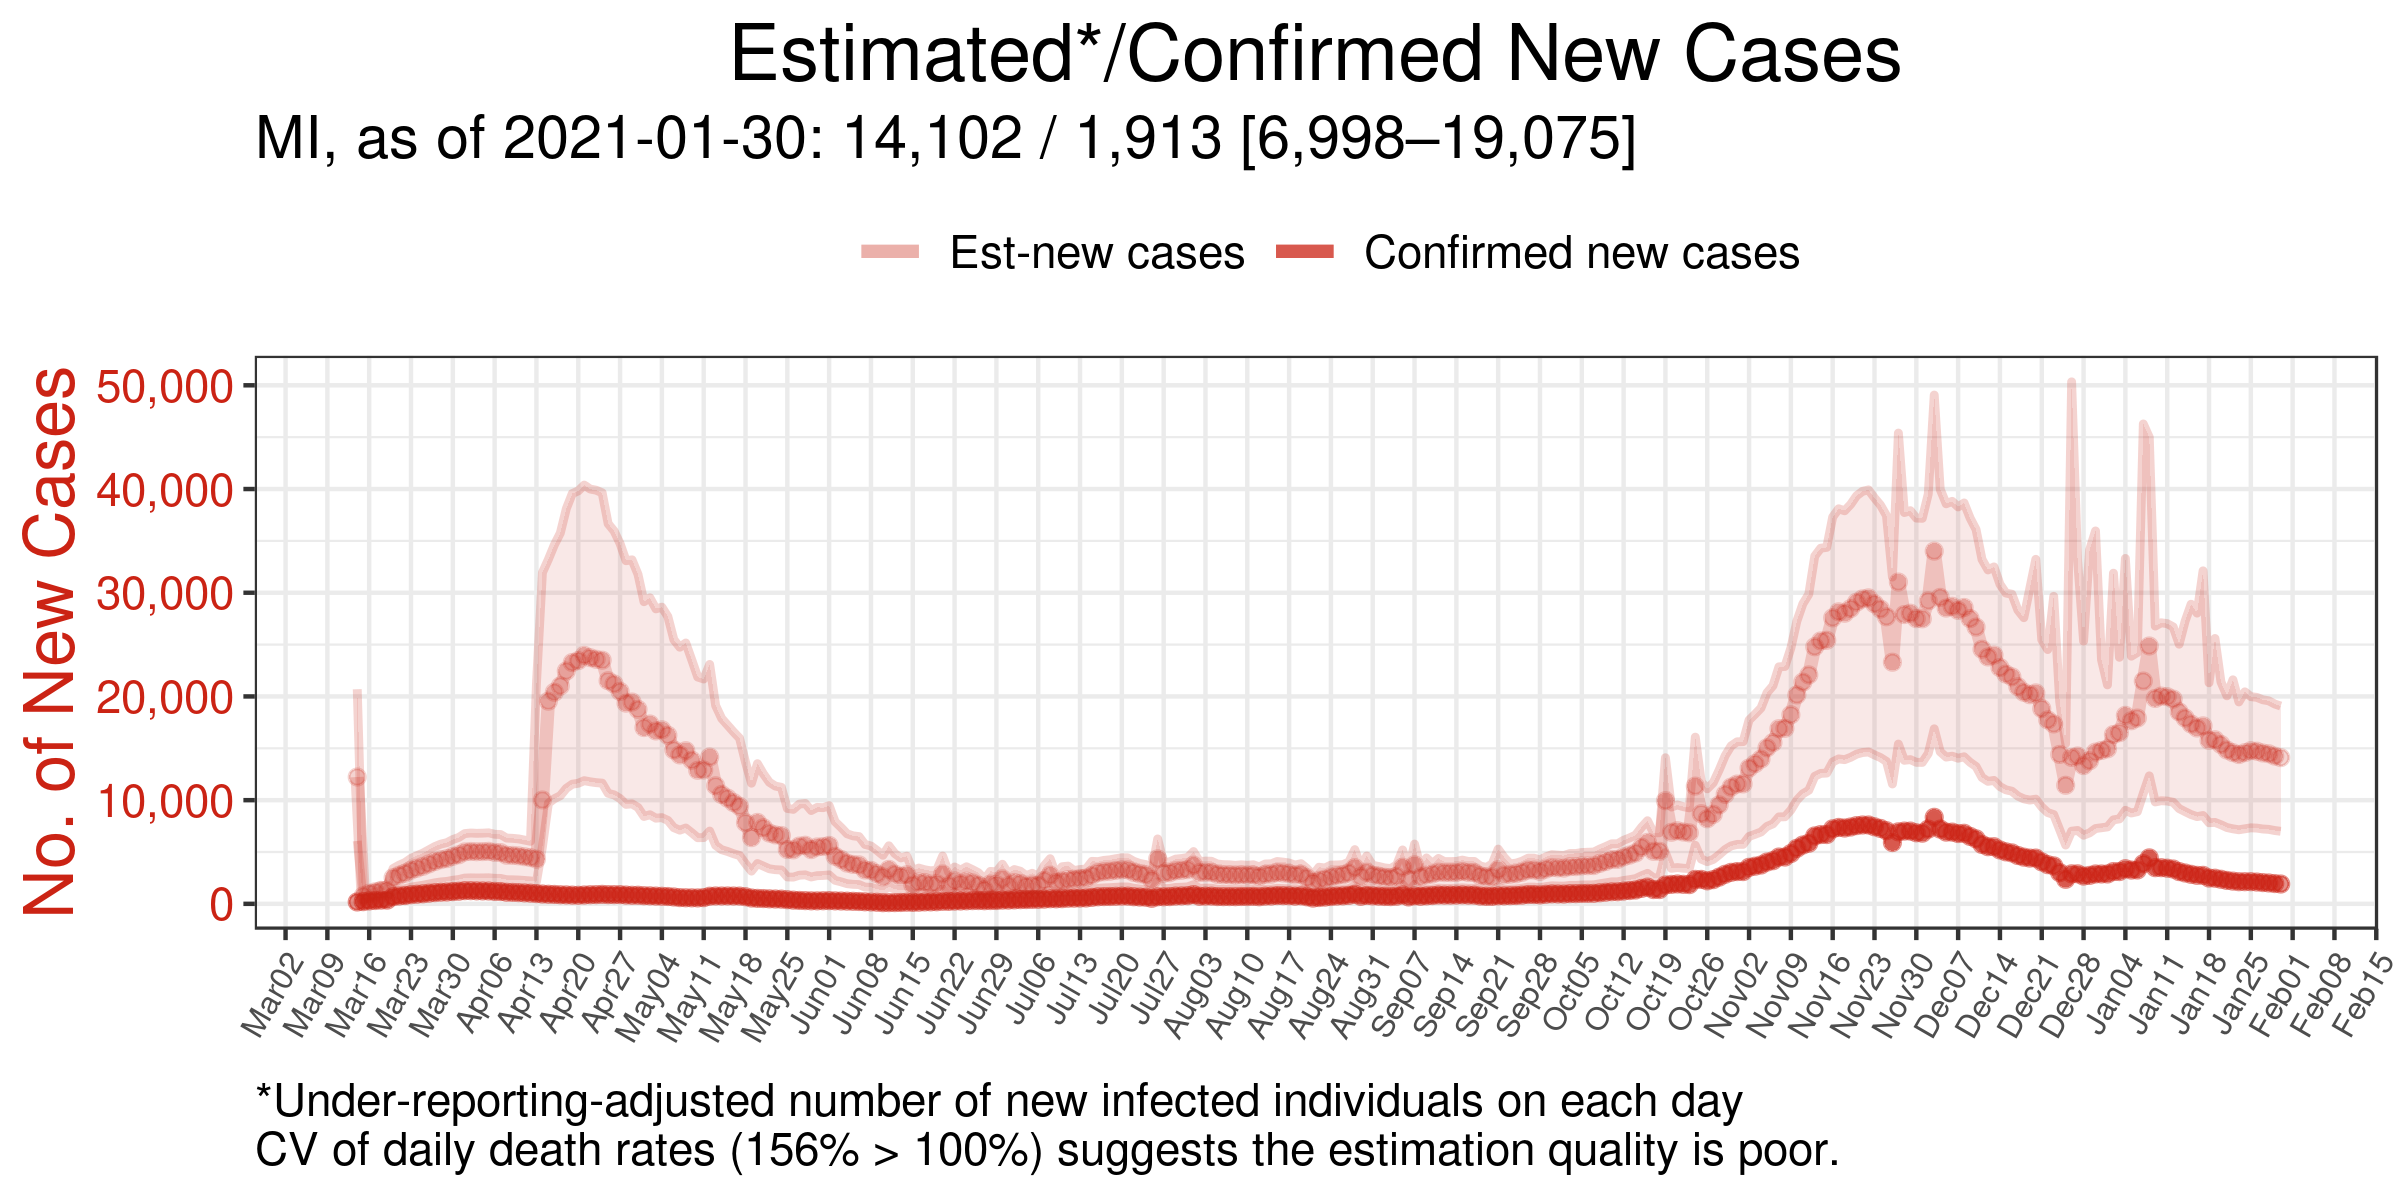 Estimated*/Confirmed New Cases
MI, as of 2021-01-30: 14,102 / 1,913 [6,998–19,075]
Est-new cases
Confirmed new cases
No. of New Cases
50,000
40,000
30,000
20,000
10,000
0
Mar02
Mar09
Mar16
Mar23
Mar30
Apr06
Apr13
Apr20
Apr27
May04
May11
May18
May25
Jun01
Jun08
Jun15
Jun22
Jun29
Jul06
Jul13
Jul20
Jul27
Aug03
Aug10
Aug17
Aug24
Aug31
Sep07
Sep14
Sep21
Sep28
Oct05
Oct12
Oct19
Oct26
Nov02
Nov09
Nov16
Nov23
Nov30
Dec07
Dec14
Dec21
Dec28
Jan04
Jan11
Jan18
Jan25
Feb01
Feb08
Feb15
*Under-reporting-adjusted number of new infected individuals on each day
CV of daily death rates (156% > 100%) suggests the estimation quality is poor.